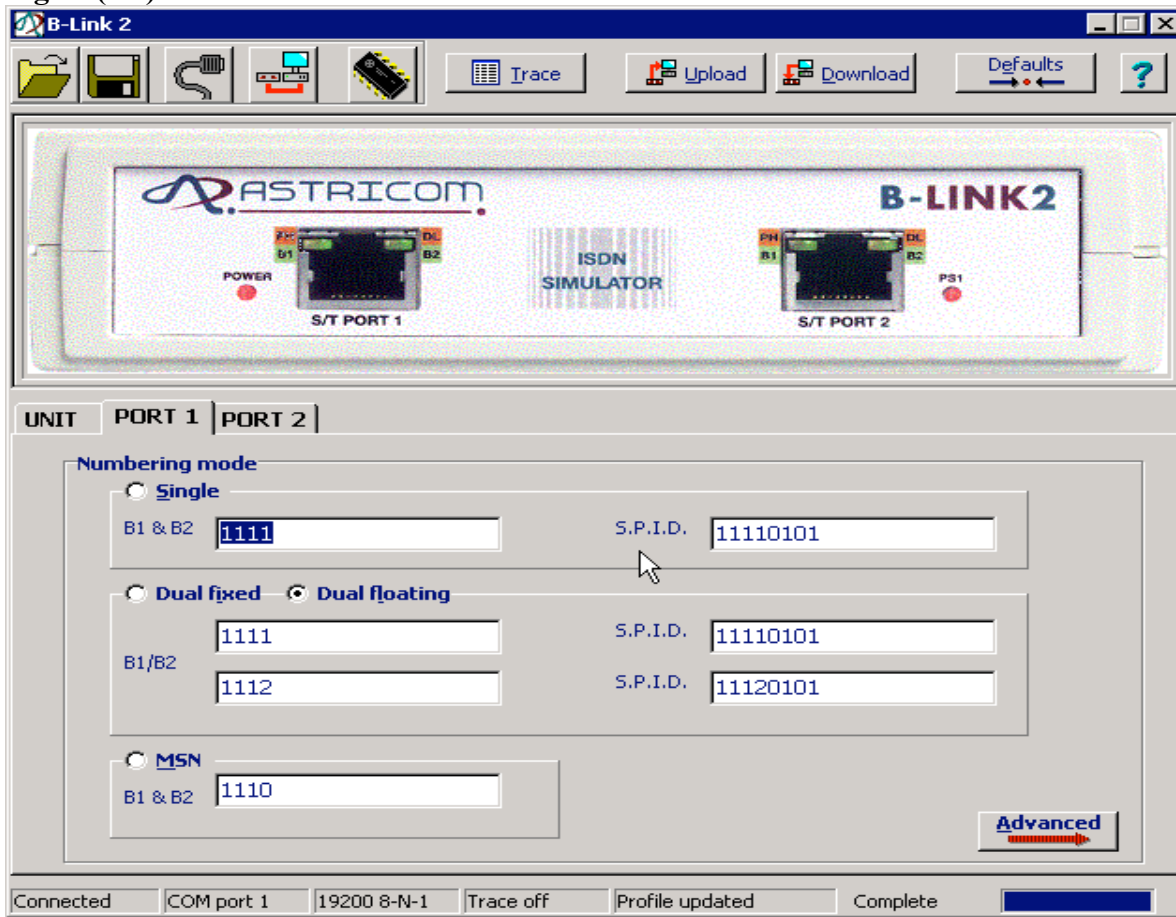 B-Link 2
Trace
Upload
Download
Defaults
?
ASTRICOM
B-LINK2
PH DL
B1 B2
POWER
S/T PORT 1
ISDN
SIMULATOR
PH DL
B1 B2
PS1
S/T PORT 2
UNIT PORT 1 PORT 2
Numbering mode
Single
B1 & B2 1111 S.P.I.D. 11110101
Dual fixed Dual floating
1111 S.P.I.D. 11110101
B1/B2
1112 S.P.I.D. 11120101
MSN
B1 & B2 1110
Advanced
Connected COM port 1 19200 8-N-1 Trace off Profile updated Complete